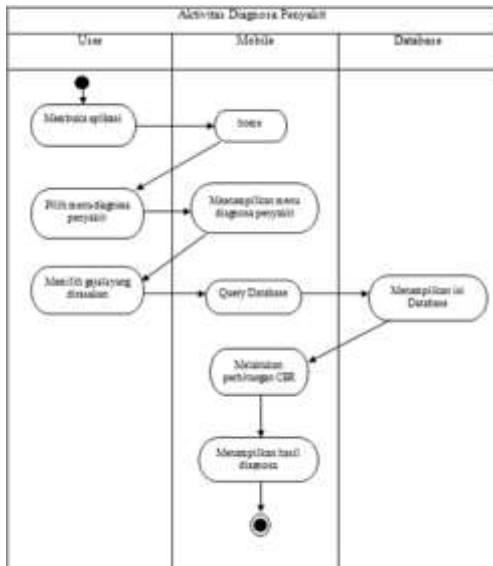 Aktivitas Diagnosa Penyakit
User
Mobile
Database
Membuka aplikasi
home
Pilih menu diagnosa
penyakit
Menampilkan menu
diagnosa penyakit
Memilih gejala yang
dirasakan
Query Database
Menampilkan isi
Database
Melakukan
perhitungan CBR
Menampilkan hasil
diagnosa